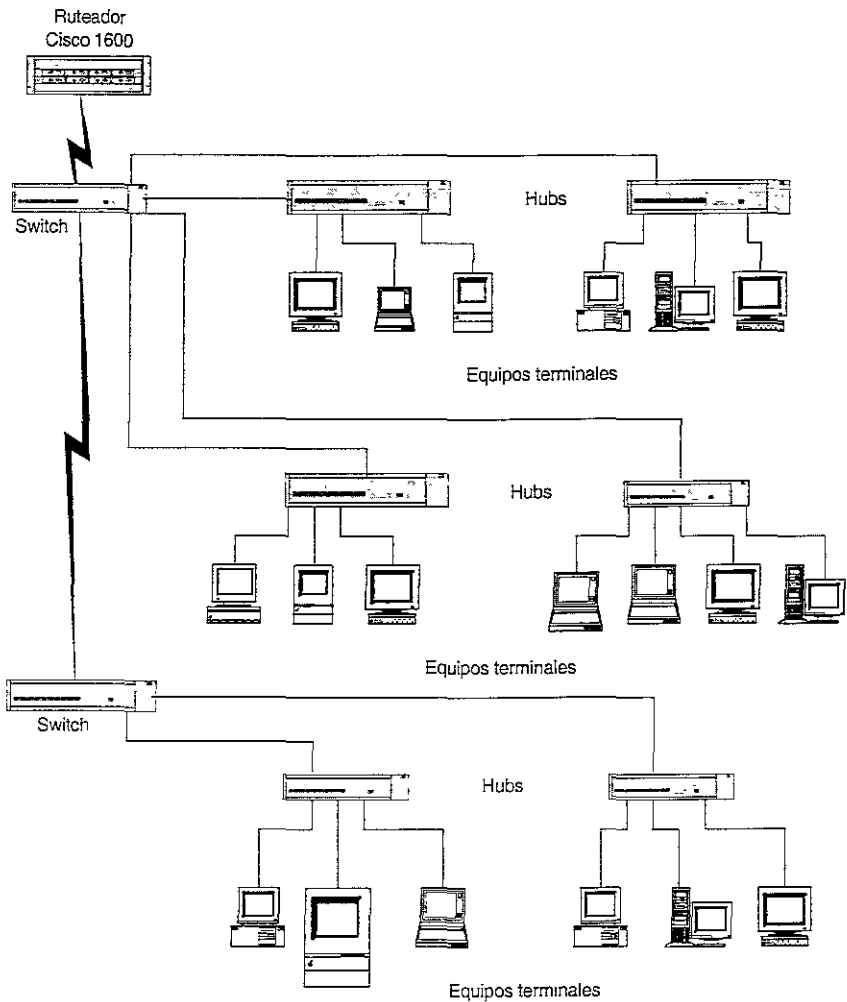 Ruteador
Cisco 1600
Switch
Hubs
Equipos terminales
Hubs
Equipos terminales
Switch
Hubs
Equipos terminales